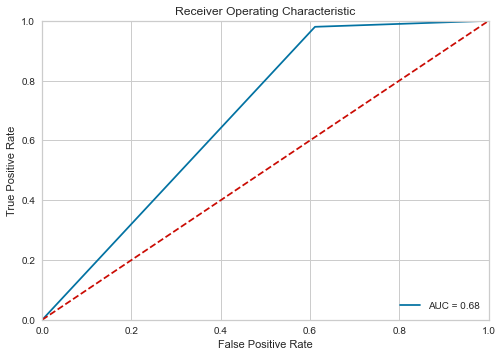 Receiver Operating Characteristic
True Positive Rate
1.0
0.8
0.6
0.4
0.2
0.0
AUC = 0.68
0.0 0.2 0.4 0.6 0.8 1.0
False Positive Rate